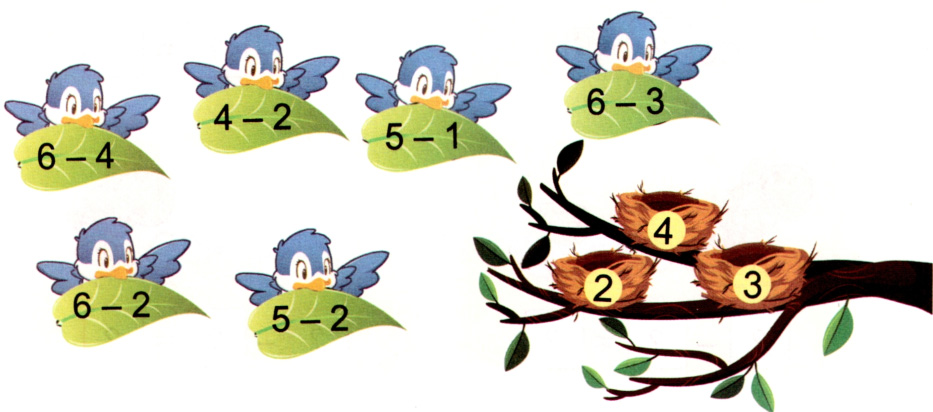 6 – 4
4 – 2
5 – 1
6 – 3
6 – 2
5 – 2
4
2
3